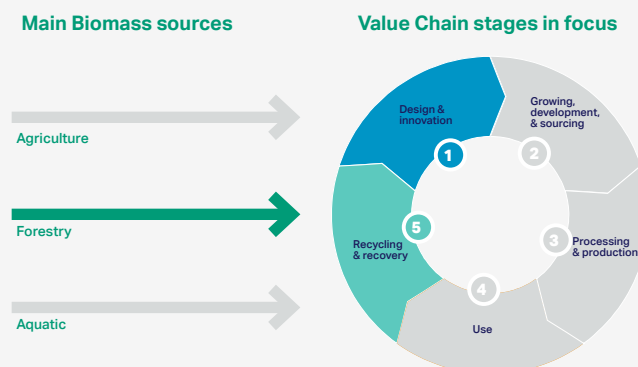 Main Biomass sources
Agriculture
Forestry
Aquatic
Value Chain stages in focus
Design &
innovation
1
Growing,
development,
& sourcing
2
Processing
& production
3
Use
4
Recycling
& recovery
5